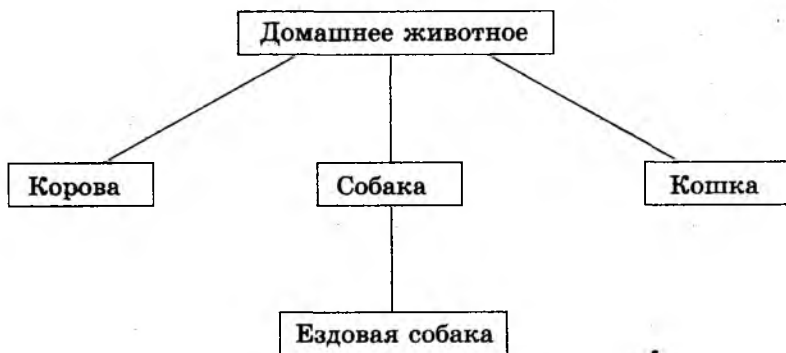 Домашнее животное
Корова
Собака
Кошка
Ездовая собака